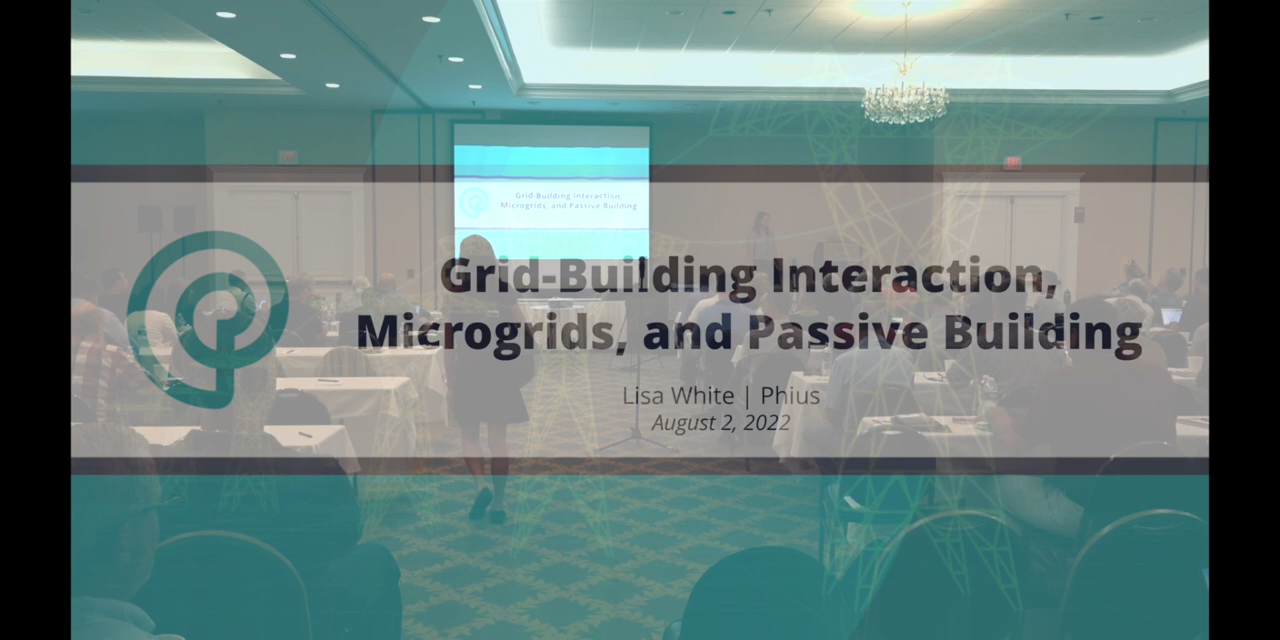 Grid-Building Interaction,
Microgrids, and Passive Building
Grid-Building Interaction,
Microgrids, and Passive Building
Lisa White | Phius
August 2, 2022